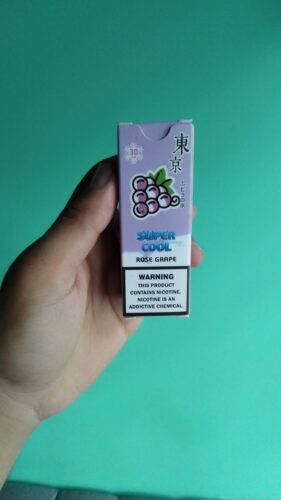 30
東京
SUPER
COOL
ROSE GRAPE
WARNING
THIS PRODUCT
CONTAINS NICOTINE.
NICOTINE IS AN
ADDICTIVE CHEMICAL.